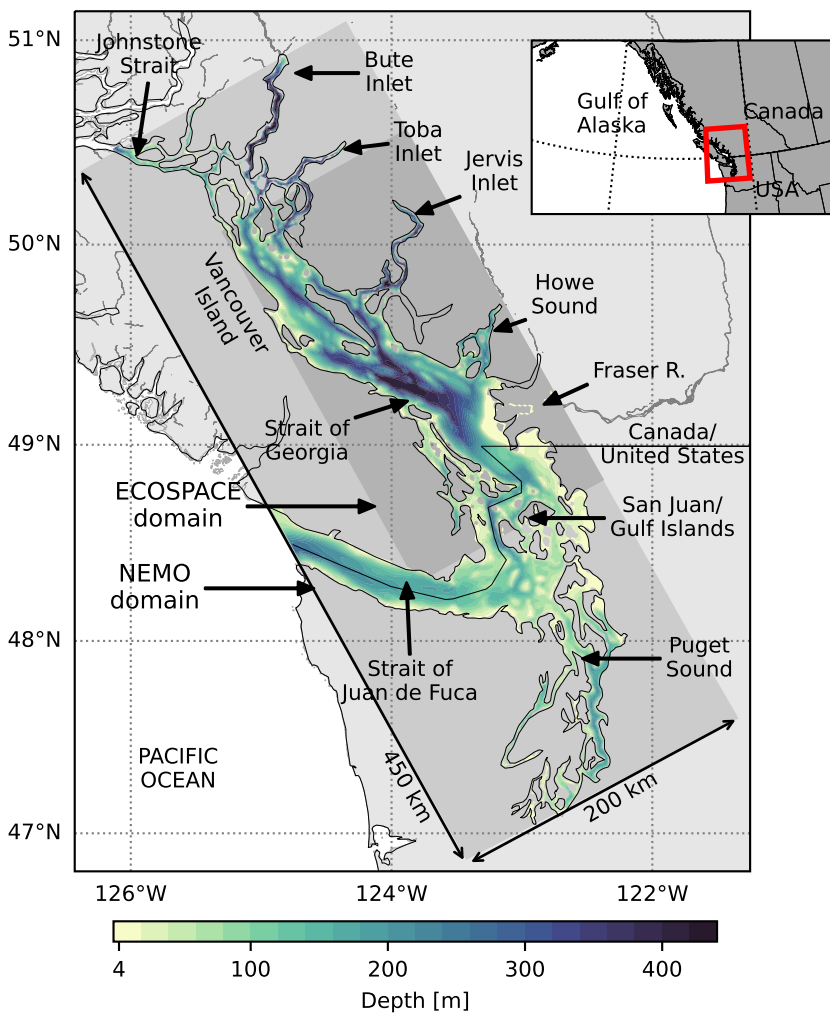 51°N
50°N
49°N
48°N
47°N
126°W
124°W
122°W
Johnstone
Strait
Bute
Inlet
Toba
Inlet
Jervis
Inlet
Gulf of
Alaska
Canada
USA
Vancouver
Island
Howe
Sound
Fraser R.
Strait of
Georgia
Canada/
United States
ECOSPACE
domain
San Juan/
Gulf Islands
NEMO
domain
Strait of
Juan de Fuca
Puget
Sound
PACIFIC
OCEAN
450 km
200 km
4
100
200
300
400
Depth [m]